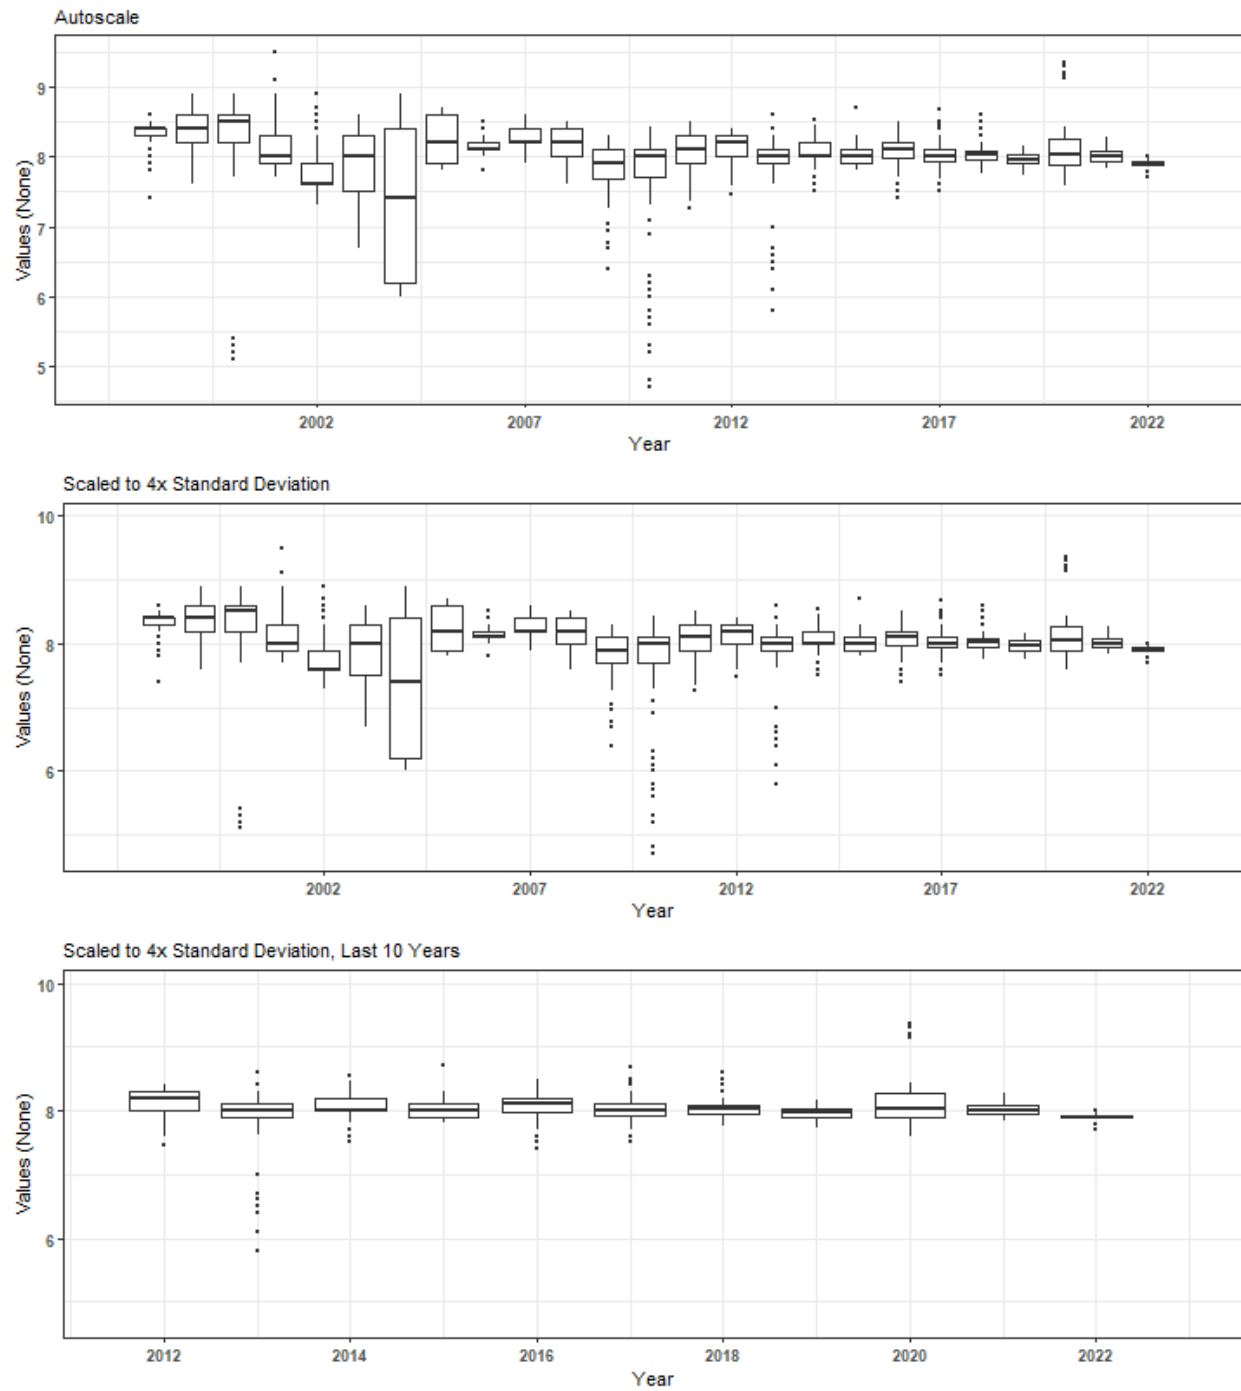 Autoscale
9
8
7
6
5
Values (None)
2002 2007 2012 2017 2022
Year
Scaled to 4x Standard Deviation
10
8
6
Values (None)
2002 2007 2012 2017 2022
Year
Scaled to 4x Standard Deviation, Last 10 Years
10
8
6
Values (None)
2012 2014 2016 2018 2020 2022
Year